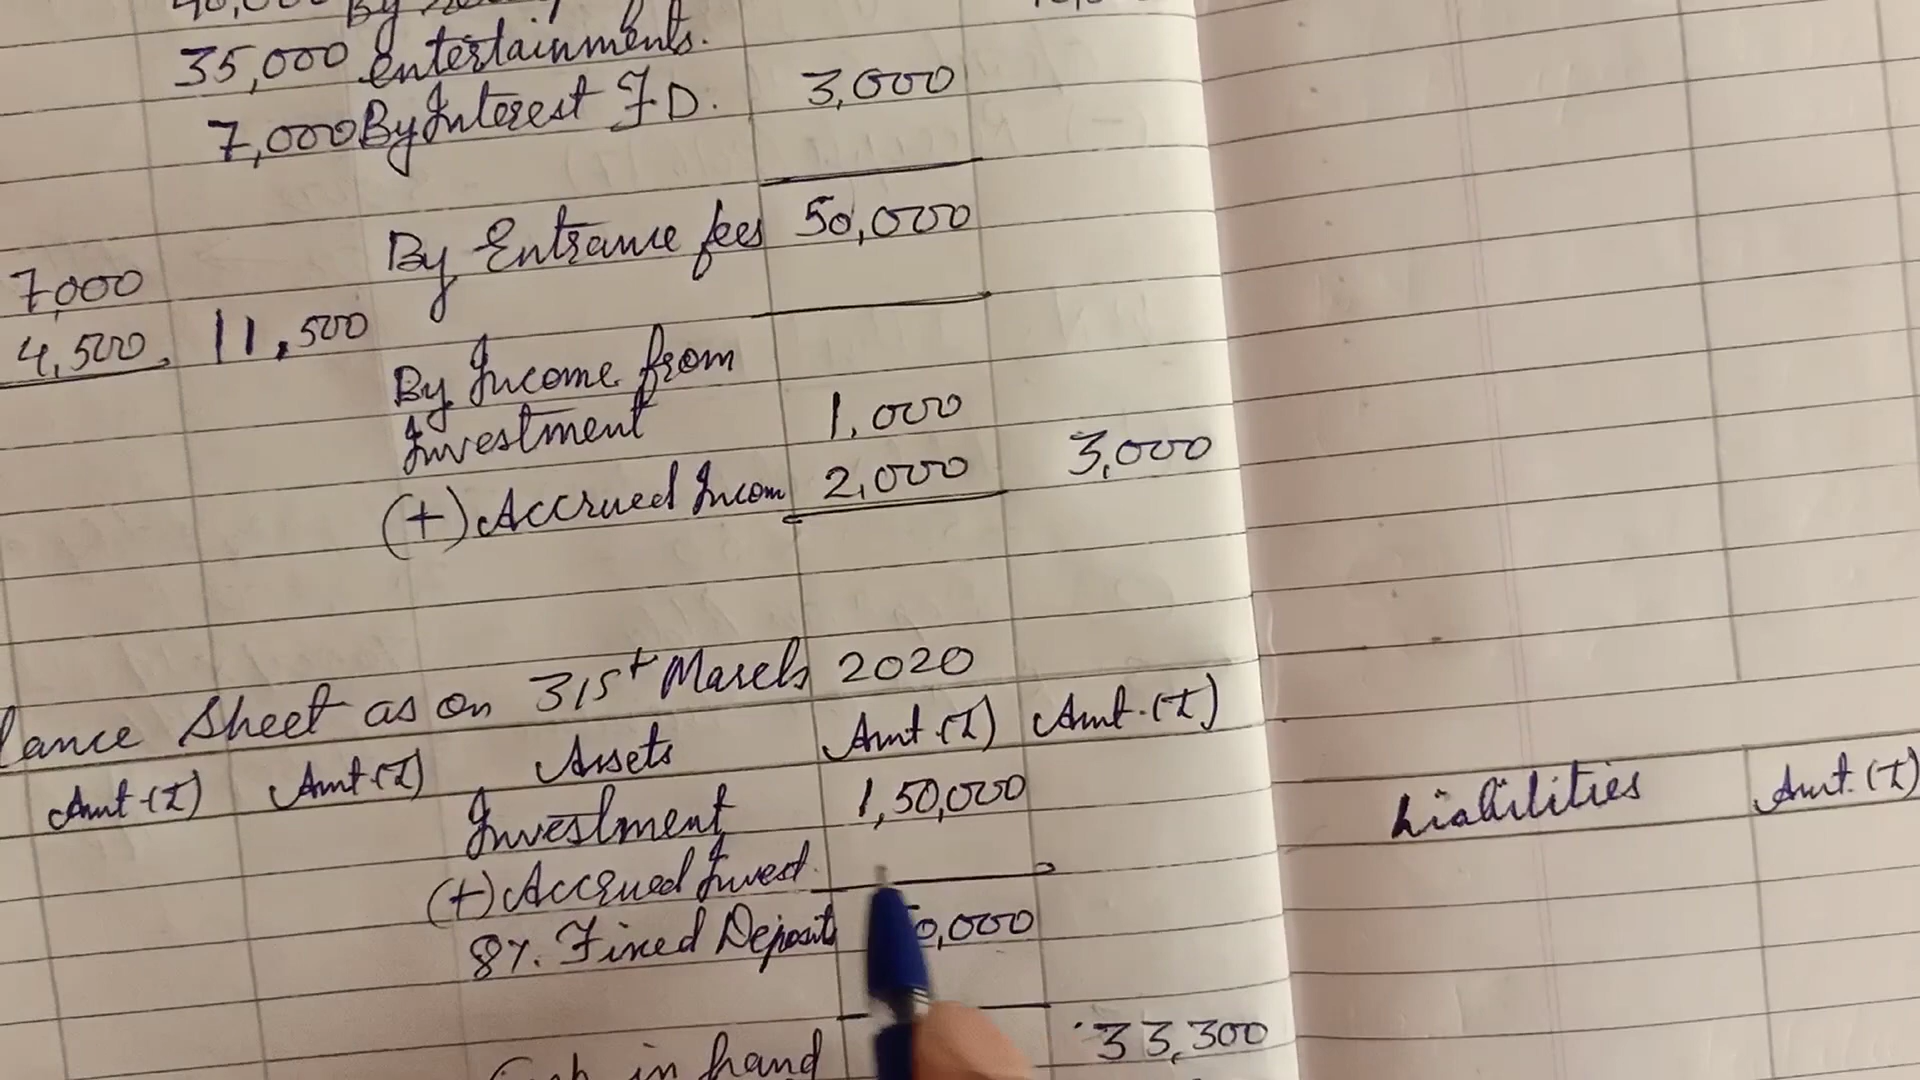 35,000 entertainments.
7,000 By Interest F.D. 3,000
By Entrance fees 50,000
7,000
4,500 11,500
By Income from
Investment 1,000
(+) Accrued Incom 2,000 3,000
lance Sheet as on 31st March 2020
Amt.(₹) Amt.(₹) Assets Amt.(₹) Amt.(₹)
Investment 1,50,000
(+) Accrued Invest.
8%. Fixed Deposit 0,000
in hand 33,300
Liabilities Amt.(₹)